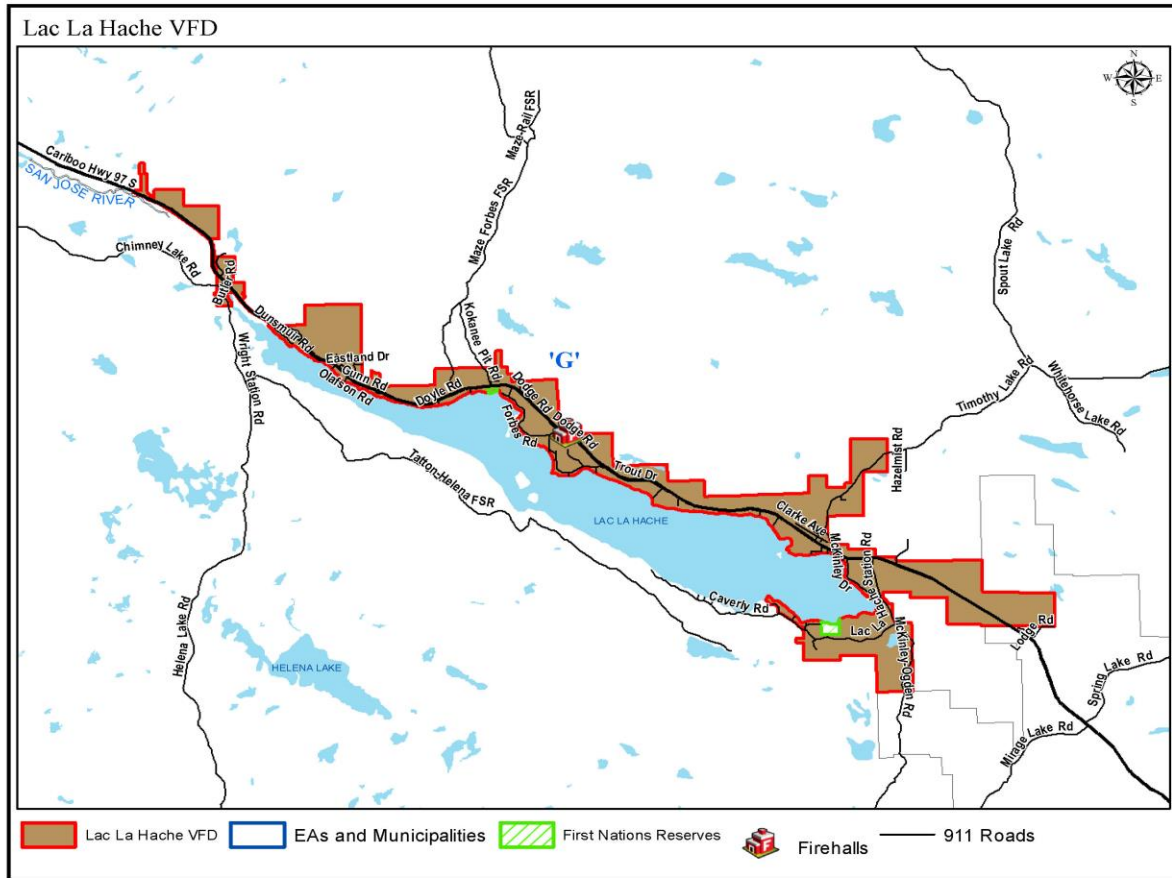 Lac La Hache VFD
N
W
E
S
Cariboo Hwy 97 S
SAN JOSE RIVER
Chimney Lake Rd
Butler Rd
Dunsmuir Rd
Wright Station Rd
Eastland Dr
Gunn Rd
Olafson Rd
Doyle Rd
Maze-Rail FSR
Maze Forbes FSR
Kokanee Pit Rd
'G'
Dodge Rd
Dodge Rd
Forbes Rd
Trout Dr
Tatton-Helena FSR
LAC LA HACHE
Clarke Ave
McKinley Dr
Lac La Hache Station Rd
Hazelmist Rd
Timothy Lake Rd
Spout Lake Rd
Whitehorse Lake Rd
Caverly Rd
McKinley-Ogden Rd
Lodge Rd
Spring Lake Rd
Mirage Lake Rd
Helena Lake Rd
HELENA LAKE
Lac La Hache VFD
EAs and Municipalities
First Nations Reserves
F
Firehalls
911 Roads